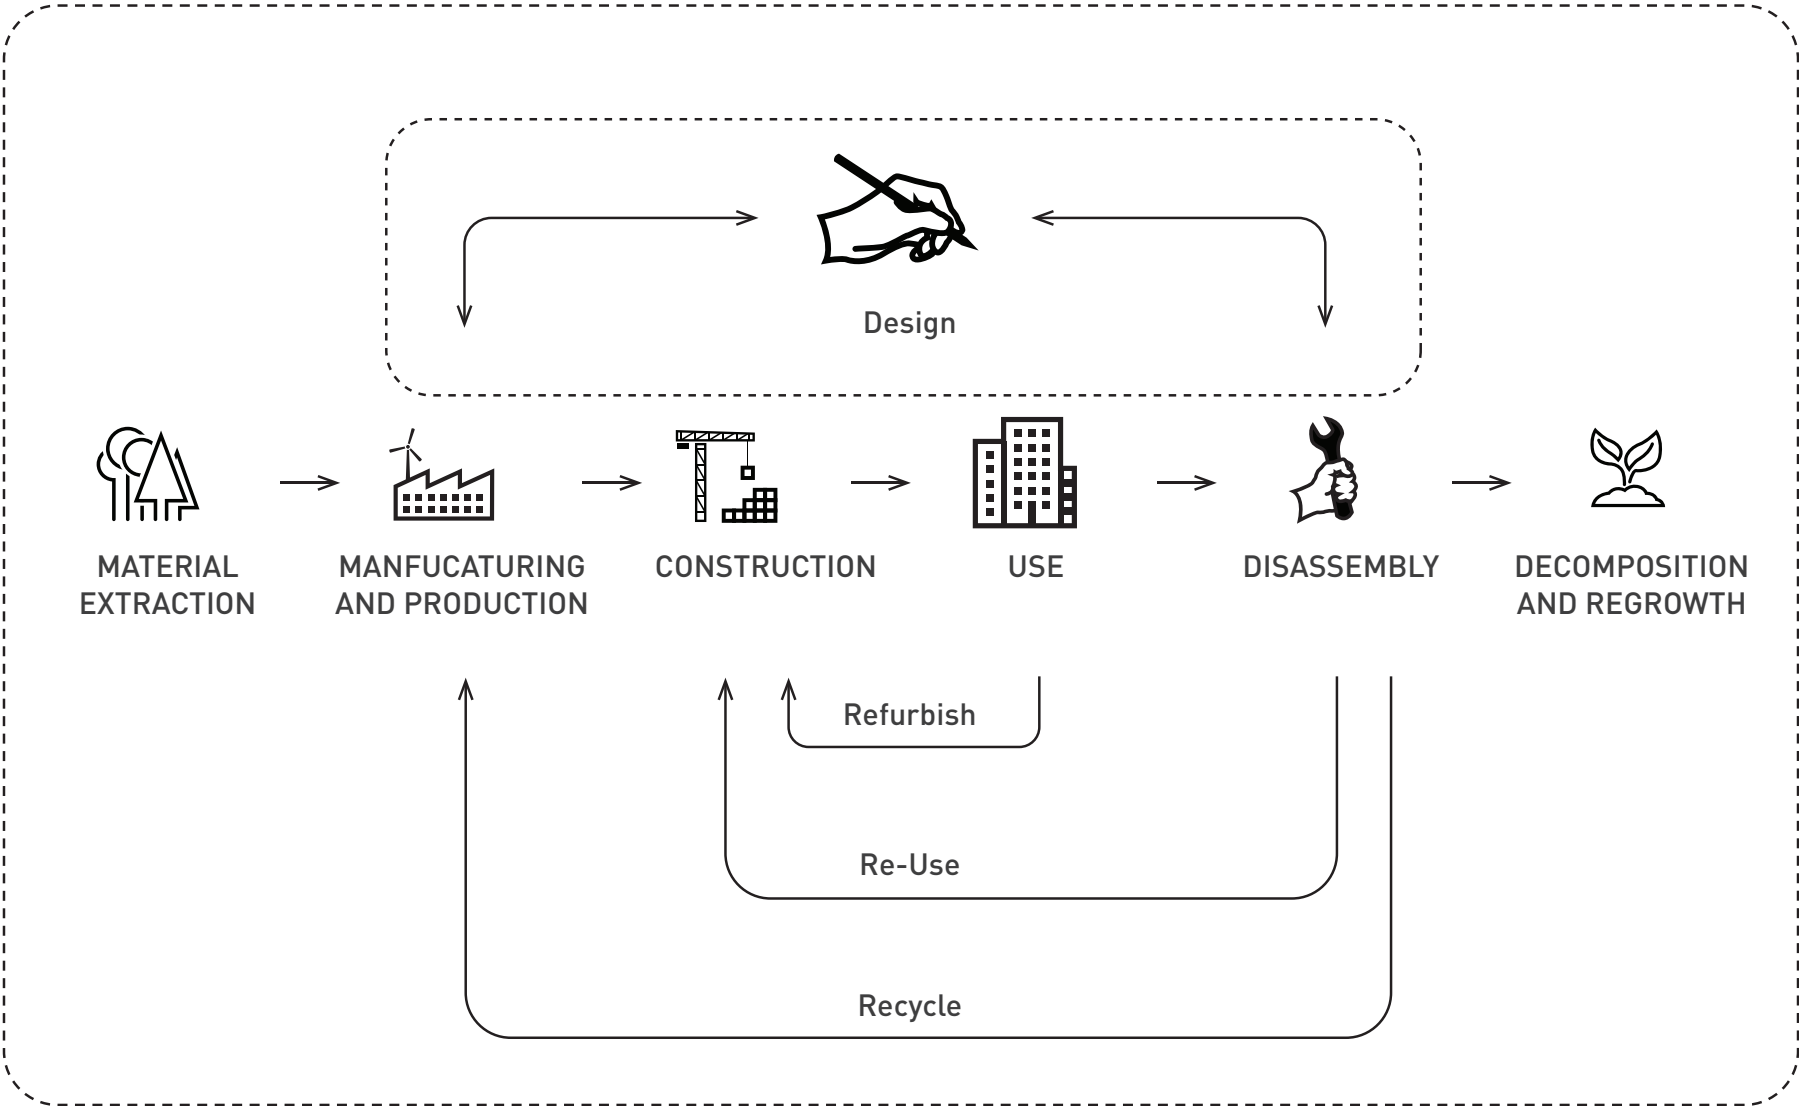 Design
MATERIAL
EXTRACTION
MANFUCATURING
AND PRODUCTION
CONSTRUCTION
USE
DISASSEMBLY
DECOMPOSITION
AND REGROWTH
Refurbish
Re-Use
Recycle